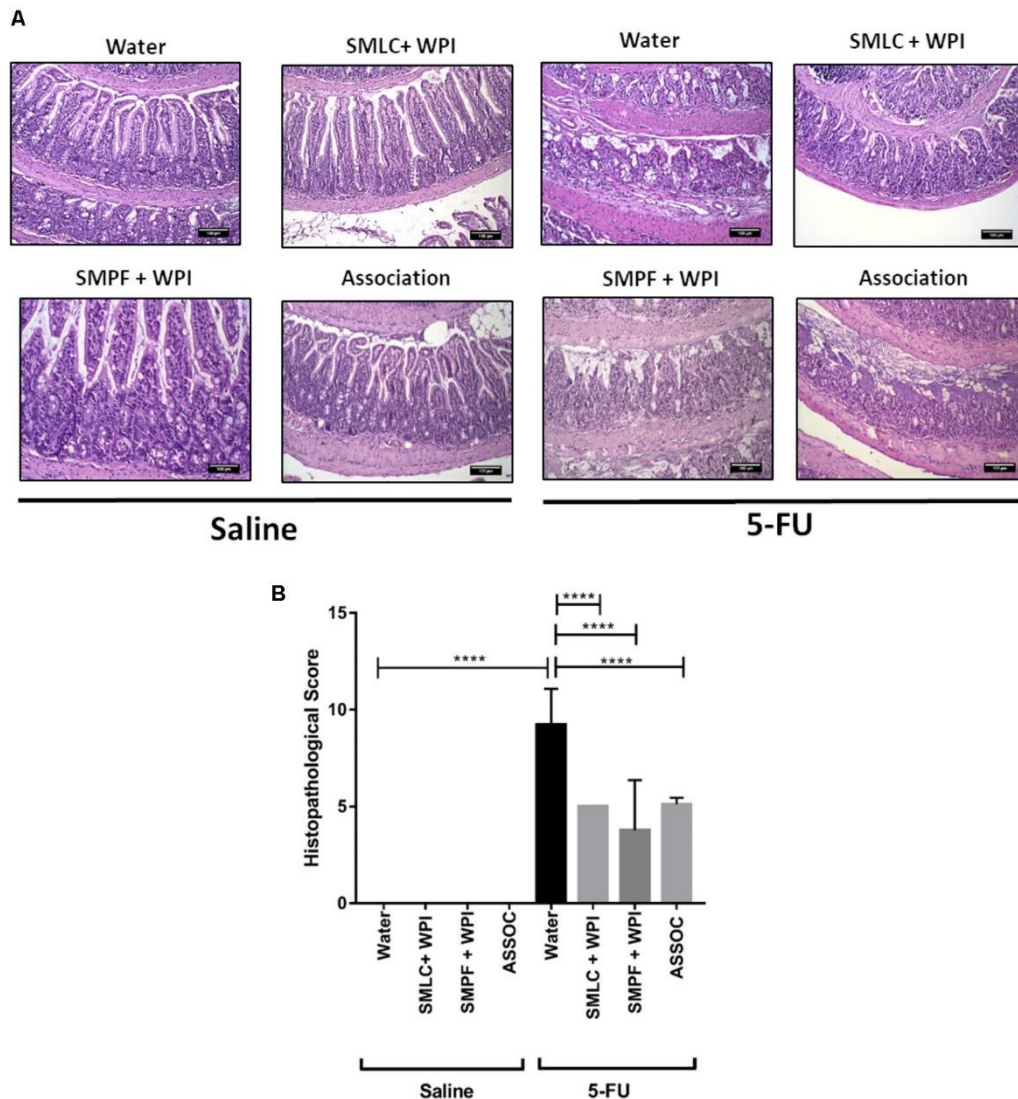 A
Water
SMLC+ WPI
Water
SMLC + WPI
SMPF + WPI
Association
SMPF + WPI
Association
Saline
5-FU
B
Histopathological Score
15
10
5
0
****
****
****
****
Water
SMLC+ WPI
SMPF + WPI
ASSOC
Water
SMLC + WPI
SMPF + WPI
ASSOC
Saline
5-FU